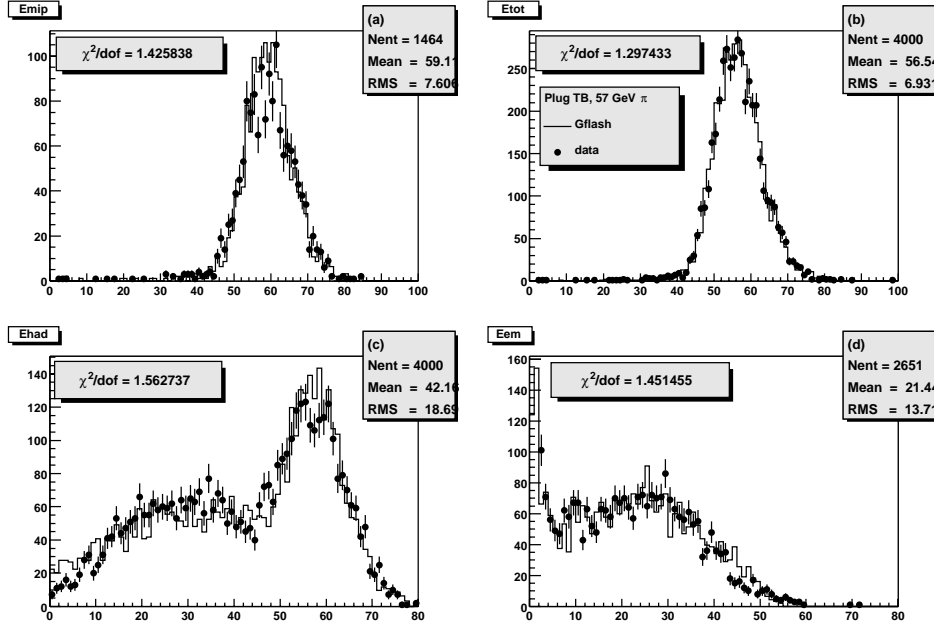 Emip
(a)
χ²/dof = 1.425838
Nent = 1464
Mean = 59.11
RMS = 7.606
100
80
60
40
20
0
0 10 20 30 40 50 60 70 80 90 100
Etot
(b)
χ²/dof = 1.297433
Nent = 4000
Mean = 56.54
RMS = 6.931
Plug TB, 57 GeV π
Gflash
data
250
200
150
100
50
0
0 10 20 30 40 50 60 70 80 90 100
Ehad
(c)
χ²/dof = 1.562737
Nent = 4000
Mean = 42.16
RMS = 18.69
140
120
100
80
60
40
20
0
0 10 20 30 40 50 60 70 80
Eem
(d)
χ²/dof = 1.451455
Nent = 2651
Mean = 21.44
RMS = 13.71
160
140
120
100
80
60
40
20
0
0 10 20 30 40 50 60 70 80